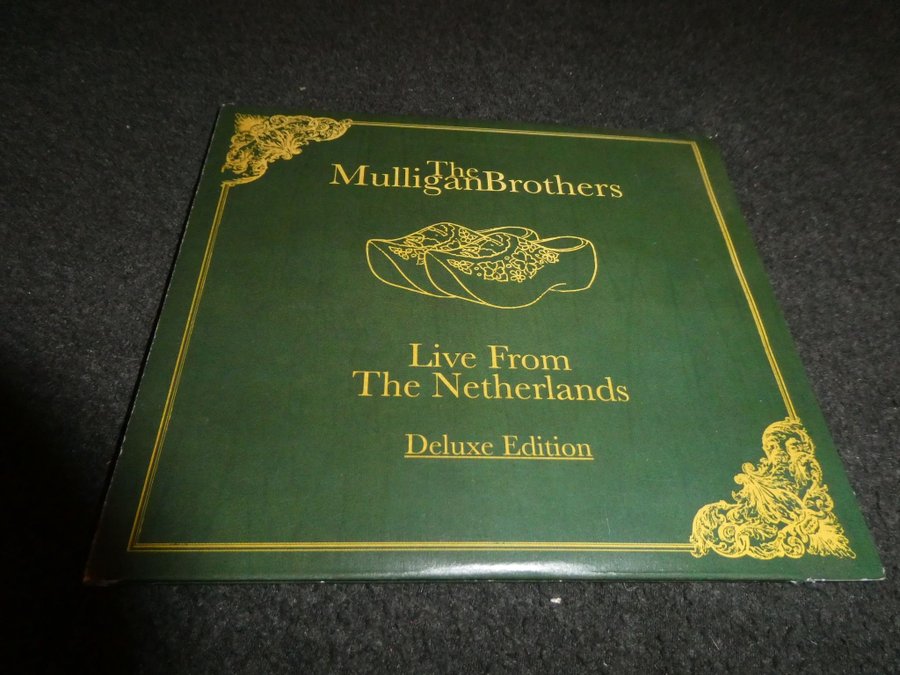 The
MulliganBrothers
Live From
The Netherlands
Deluxe Edition